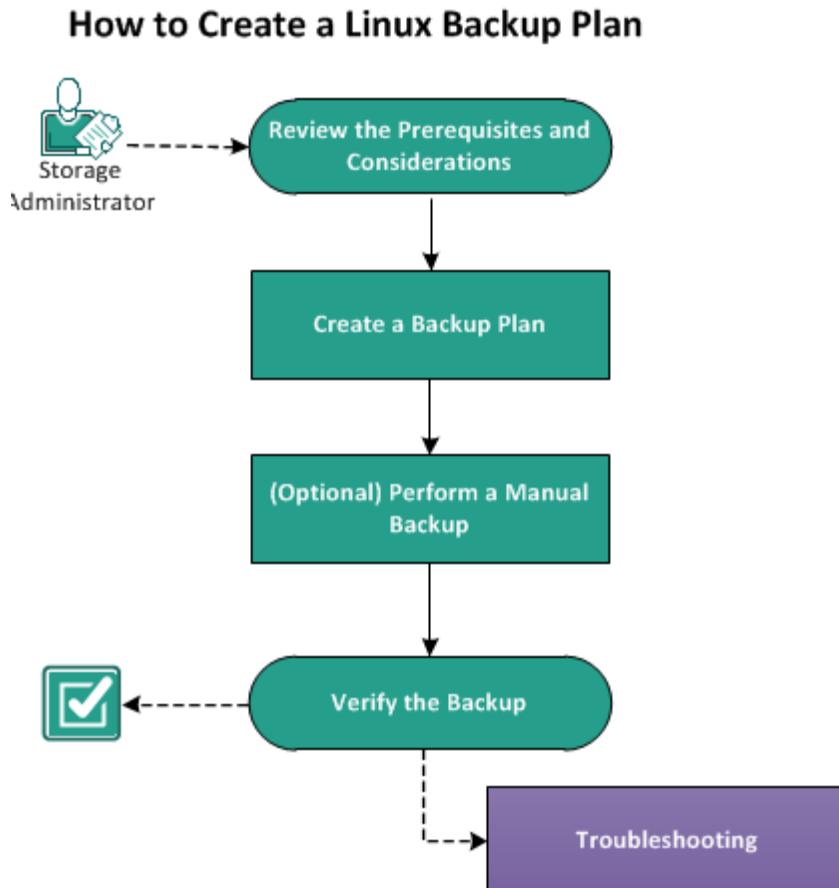 How to Create a Linux Backup Plan
Review the Prerequisites and
Considerations
Storage
Administrator
Create a Backup Plan
(Optional) Perform a Manual
Backup
Verify the Backup
Troubleshooting